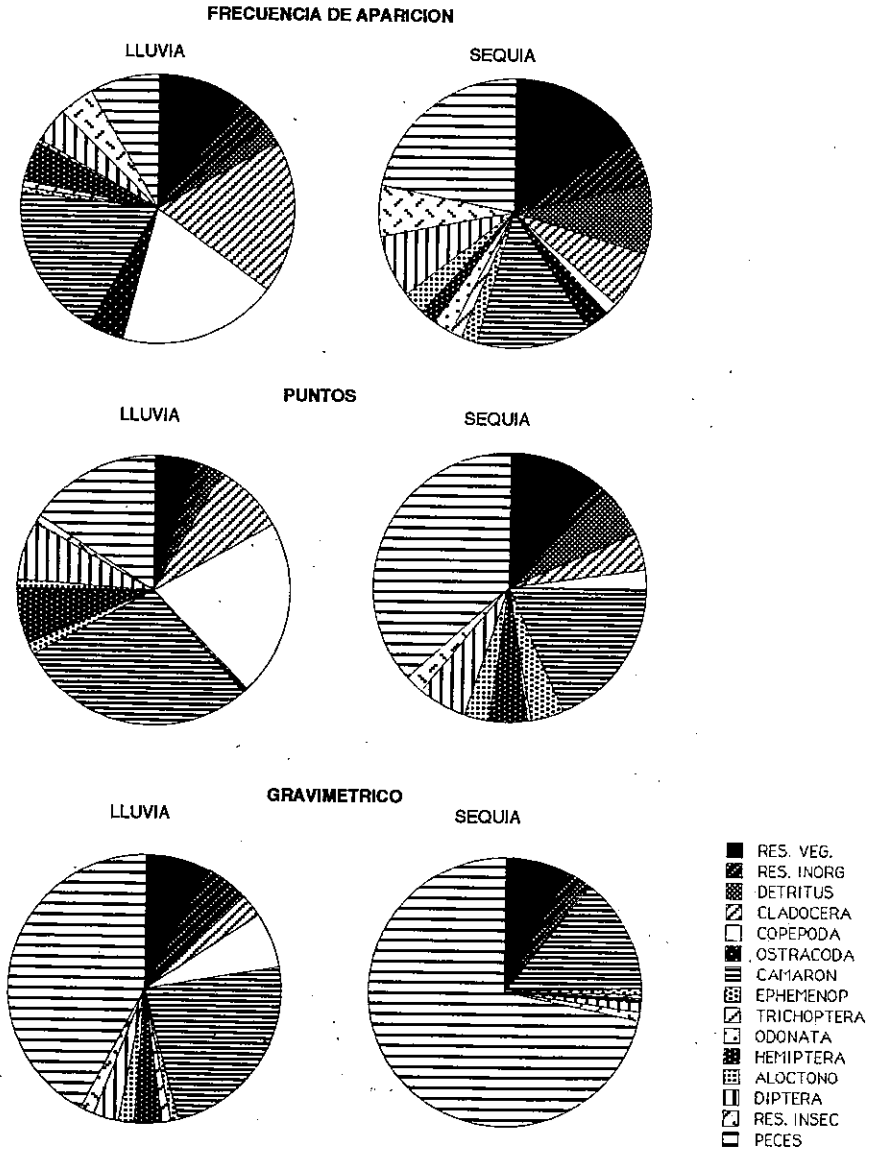 FRECUENCIA DE APARICION
LLUVIA
SEQUIA
PUNTOS
LLUVIA
SEQUIA
GRAVIMETRICO
LLUVIA
SEQUIA
RES. VEG.
RES. INORG
DETRITUS
CLADOCERA
COPEPODA
OSTRACODA
CAMARON
EPHEMENOP
TRICHOPTERA
ODONATA
HEMIPTERA
ALOCTONO
DIPTERA
RES. INSEC
PECES